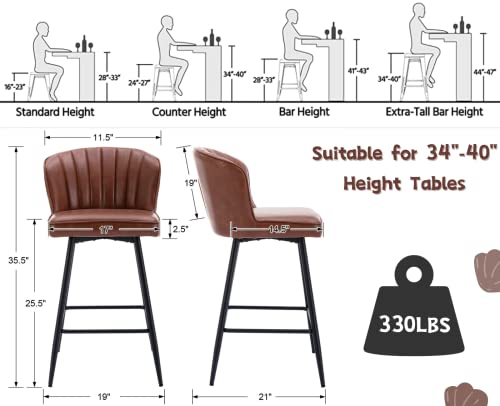 16"-23"
28"-33"
24"-27"
34"-40"
28"-33"
41"-43"
34"-40"
44"-47"
Standard Height
Counter Height
Bar Height
Extra-Tall Bar Height
11.5"
35.5"
25.5"
17"
2.5"
19"
19"
14.5"
21"
Suitable for 34"-40"
Height Tables
330LBS